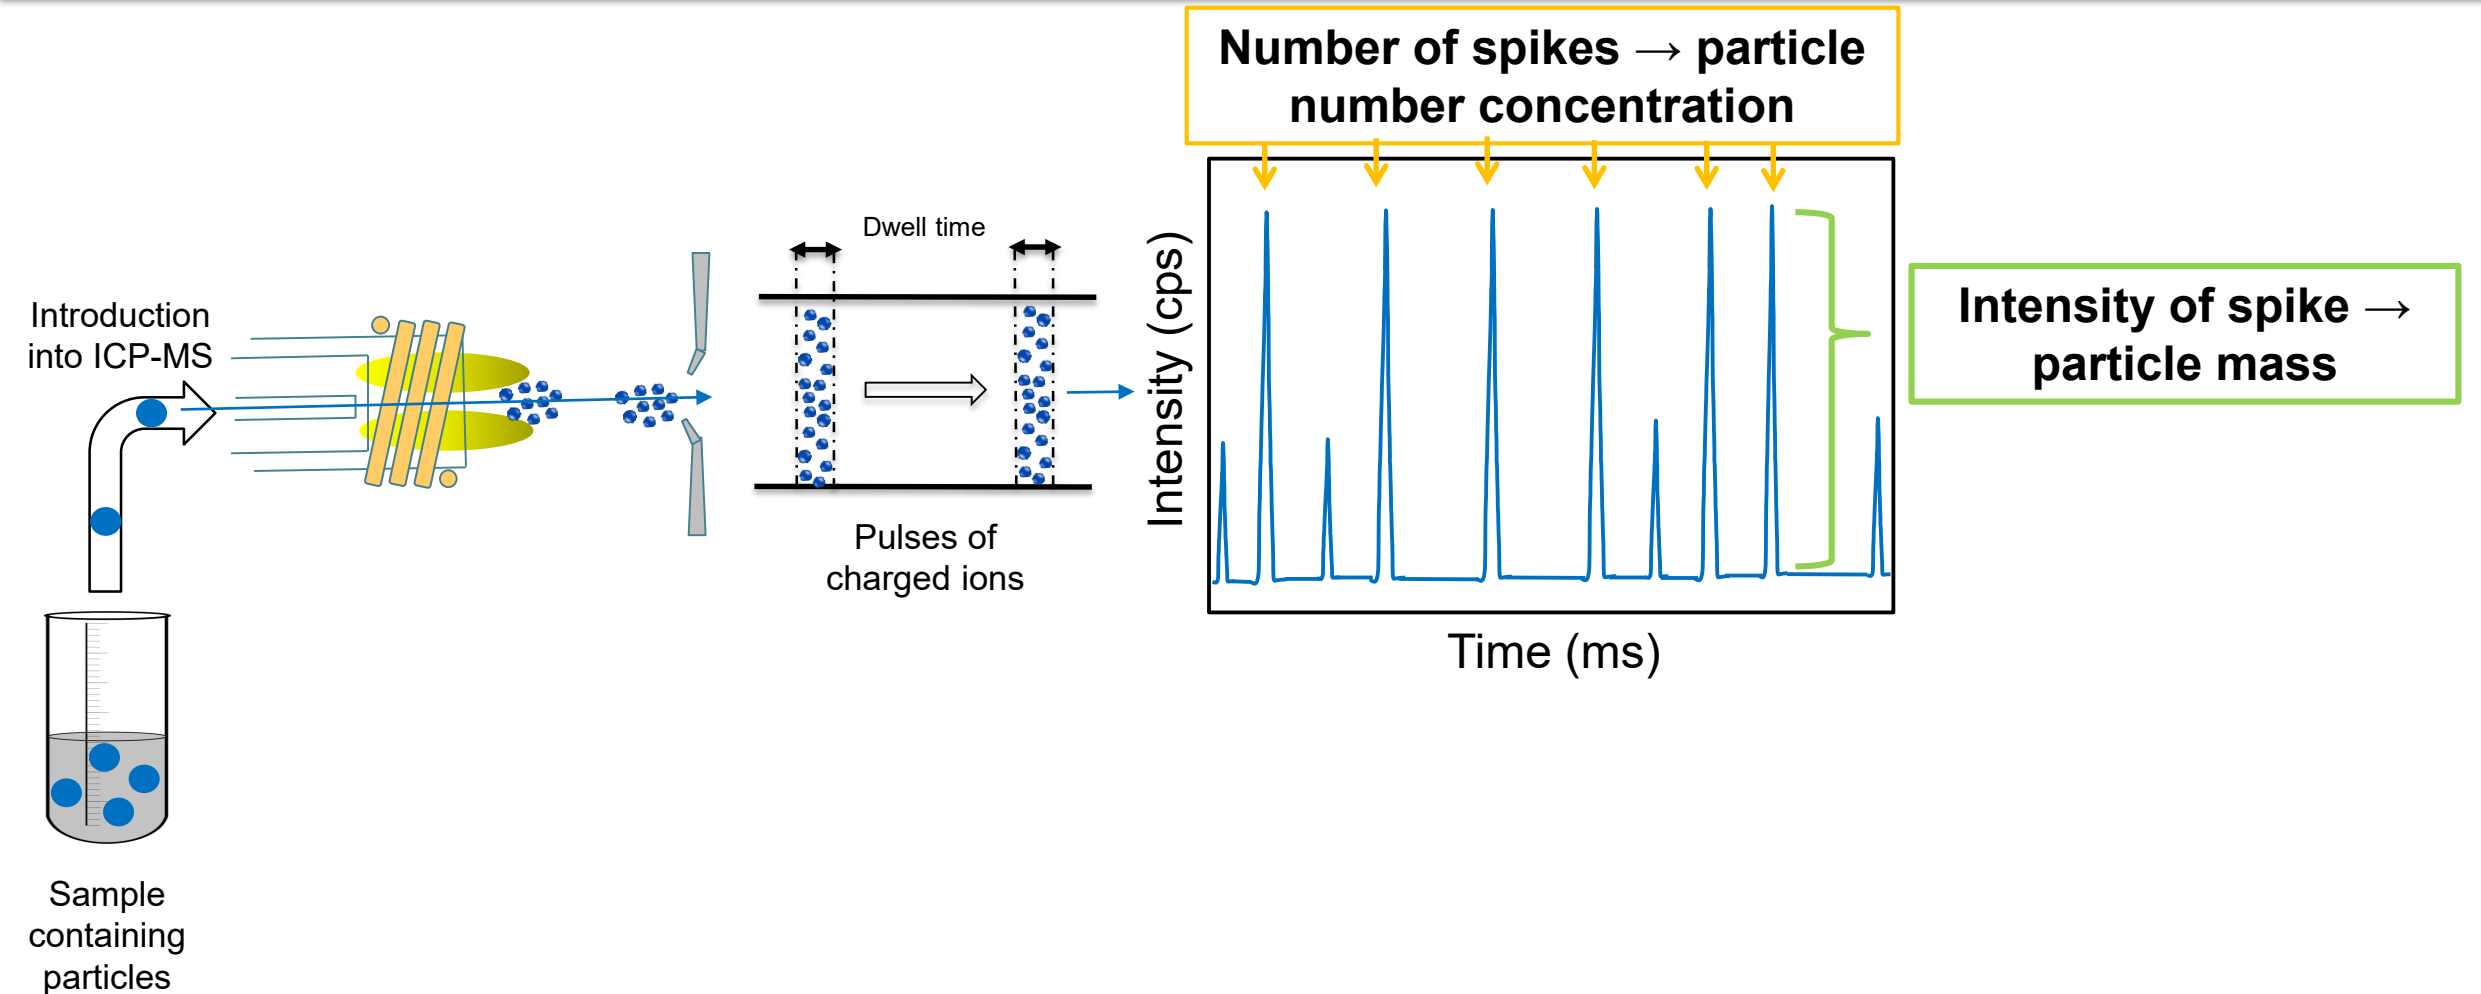 Number of spikes → particle
number concentration
Dwell time
Introduction
into ICP-MS
Intensity (cps)
Intensity of spike →
particle mass
Pulses of
charged ions
Time (ms)
Sample
containing
particles